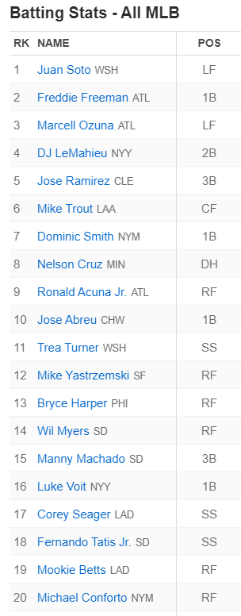 Batting Stats - All MLB
RK NAME POS
1 Juan Soto WSH LF
2 Freddie Freeman ATL 1B
3 Marcell Ozuna ATL LF
4 DJ LeMahieu NYY 2B
5 Jose Ramirez CLE 3B
6 Mike Trout LAA CF
7 Dominic Smith NYM 1B
8 Nelson Cruz MIN DH
9 Ronald Acuna Jr. ATL RF
10 Jose Abreu CHW 1B
11 Trea Turner WSH SS
12 Mike Yastrzemski SF RF
13 Bryce Harper PHI RF
14 Wil Myers SD RF
15 Manny Machado SD 3B
16 Luke Voit NYY 1B
17 Corey Seager LAD SS
18 Fernando Tatis Jr. SD SS
19 Mookie Betts LAD RF
20 Michael Conforto NYM RF